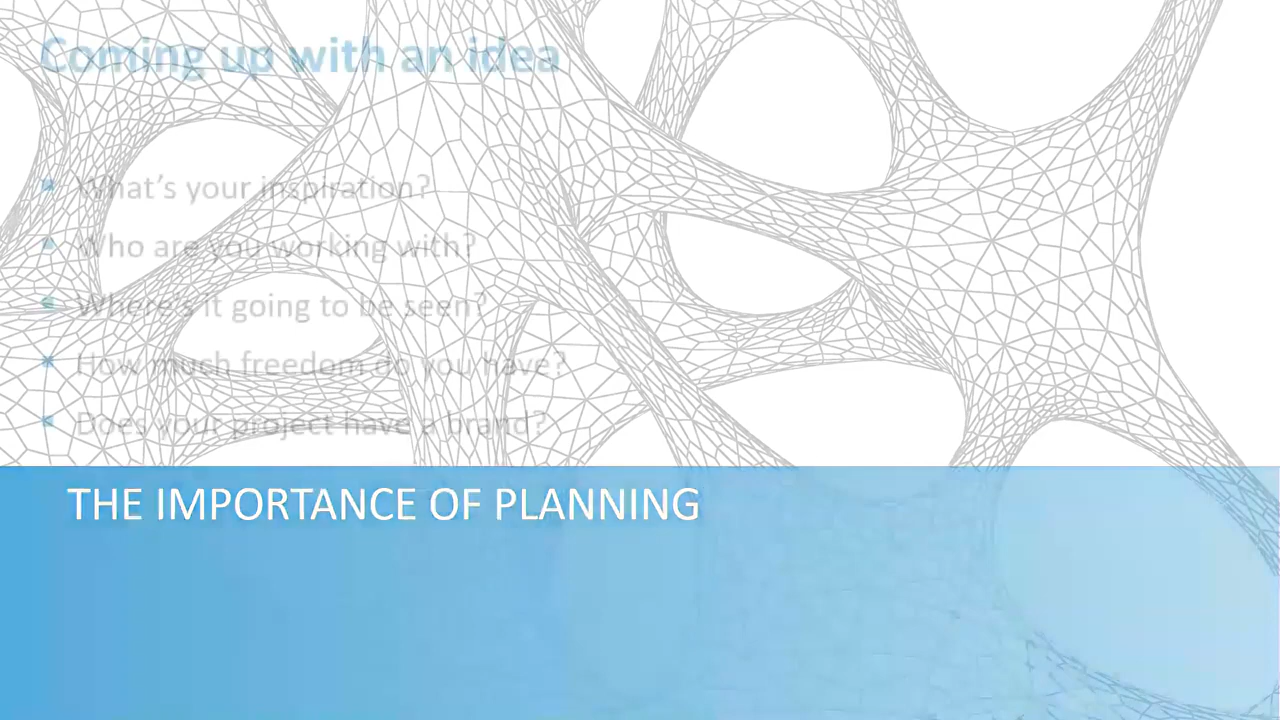 Coming up with an idea
What's your inspiration?
Who are you working with?
Where's it going to be seen?
How much freedom do you have?
Does your project have a brand?
THE IMPORTANCE OF PLANNING